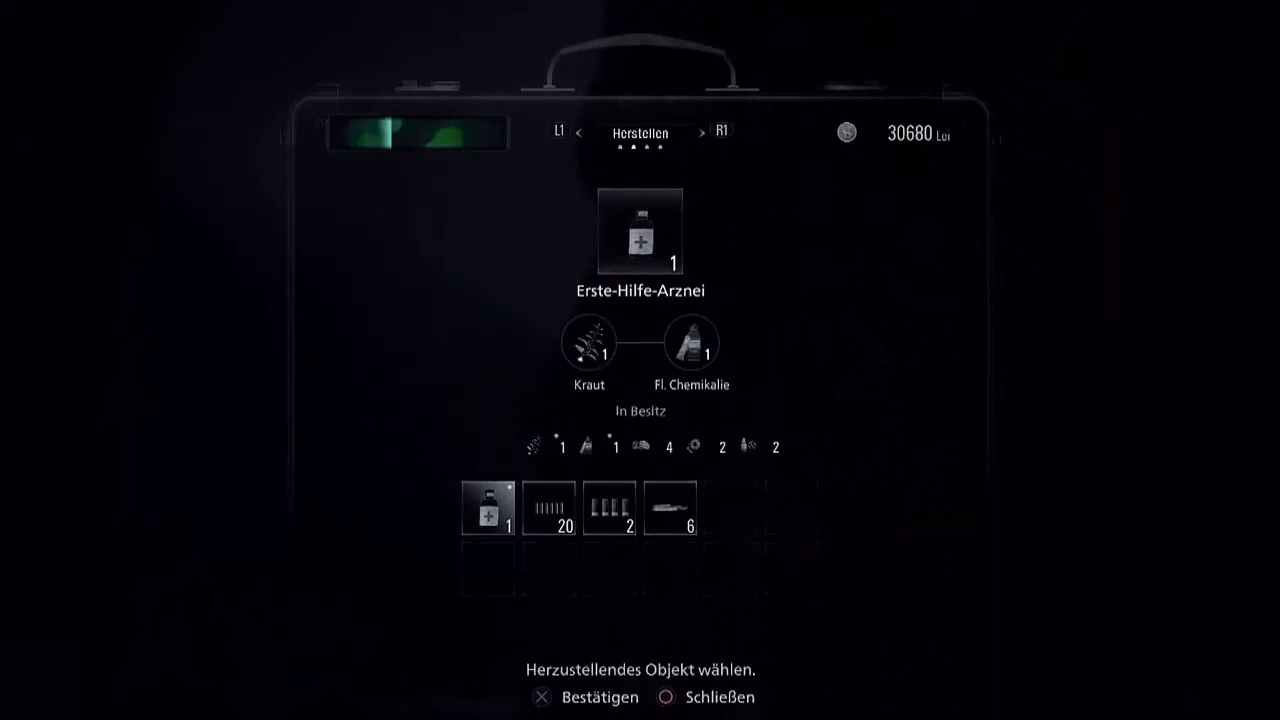 L1 Herstellen R1 30680 Lei
1
Erste-Hilfe-Arznei
1 1
Kraut Fl. Chemikalie
In Besitz
1 1 4 2 2
1 20 2 6
Herzustellendes Objekt wählen.
Bestätigen Schließen